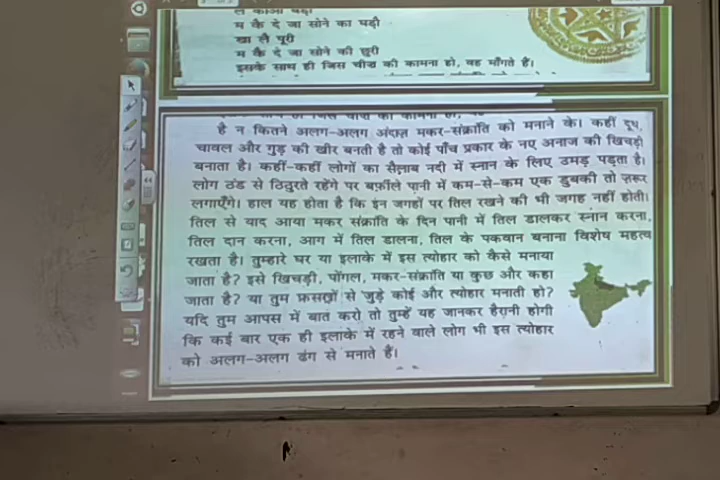 म कै दे जा सोने का घड़ी
खा लै पूरी
म कै दे जा सोने की छुरी
इसके साथ ही जिस चीज़ की कामना हो, वह माँगते हैं।
है न कितने अलग-अलग अंदाज़ मकर-संक्रांति को मनाने के। कहीं दूध,
चावल और गुड़ की खीर बनती है तो कोई पाँच प्रकार के नए अनाज की खिचड़ी
बनाता है। कहीं-कहीं लोगों का सैलाब नदी में स्नान के लिए उमड़ पड़ता है।
लोग ठंड से ठिठुरते रहेंगे पर बर्फ़ीले पानी में कम-से-कम एक डुबकी तो ज़रूर
लगाएँगे। हाल यह होता है कि इन जगहों पर तिल रखने की भी जगह नहीं होती।
तिल से याद आया मकर संक्रांति के दिन पानी में तिल डालकर स्नान करना,
तिल दान करना, आग में तिल डालना, तिल के पकवान बनाना विशेष महत्व
रखता है। तुम्हारे घर या इलाके में इस त्योहार को कैसे मनाया
जाता है? इसे खिचड़ी, पोंगल, मकर-संक्रांति या कुछ और कहा
जाता है? या तुम फ़सलों से जुड़े कोई और त्योहार मनाती हो?
यदि तुम आपस में बात करो तो तुम्हें यह जानकर हैरानी होगी
कि कई बार एक ही इलाके में रहने वाले लोग भी इस त्योहार
को अलग-अलग ढंग से मनाते हैं।